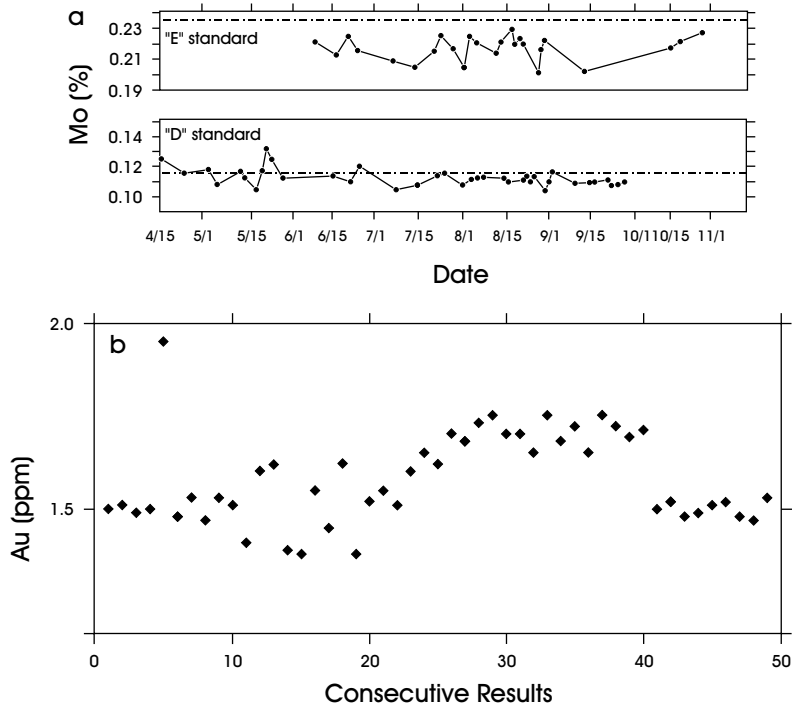 a
0.23
0.21
0.19
"E" standard
Mo (%)
0.14
0.12
0.10
"D" standard
4/15 5/1 5/15 6/1 6/15 7/1 7/15 8/1 8/15 9/1 9/15 10/1 10/15 11/1
Date
b
2.0
1.5
Au (ppm)
0 10 20 30 40 50
Consecutive Results